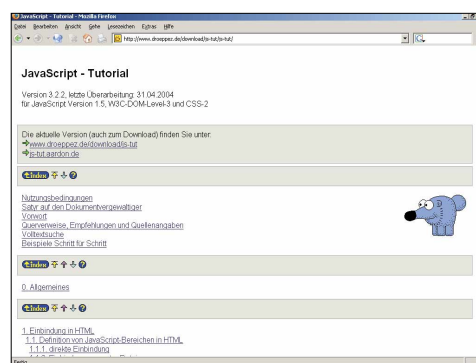 JavaScript - Tutorial - Mozilla Firefox
Datei Bearbeiten Ansicht Gehe Lesezeichen Extras Hilfe
http://www.droeppez.de/download/js-tut/js-tut/
JavaScript - Tutorial
Version 3.2.2, letzte Überarbeitung: 31.04.2004
für JavaScript Version 1.5, W3C-DOM-Level-3 und CSS-2
Die aktuelle Version (auch zum Download) finden Sie unter:
www.droeppez.de/download/js-tut
js-tut.aardon.de
Index
Nutzungsbedingungen
Satyr auf den Dokumentvergewaltiger
Vorwort
Querverweise, Empfehlungen und Quellenangaben
Volltextsuche
Beispiele Schritt für Schritt
Index
0. Allgemeines
Index
1. Einbindung in HTML
1.1. Definition von JavaScript-Bereichen in HTML
1.1.1. direkte Einbindung
Fertig